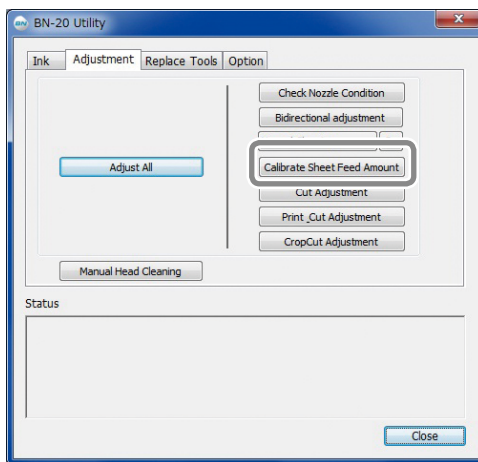 BN-20 Utility
Ink Adjustment Replace Tools Option
Check Nozzle Condition
Bidirectional adjustment
Adjust All
Calibrate Sheet Feed Amount
Cut Adjustment
Print_Cut Adjustment
CropCut Adjustment
Manual Head Cleaning
Status
Close